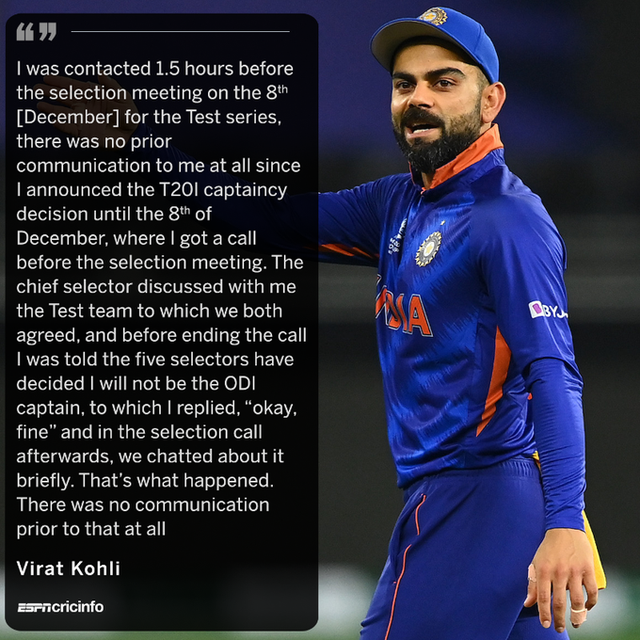 I was contacted 1.5 hours before
the selection meeting on the 8th
[December] for the Test series,
there was no prior
communication to me at all since
I announced the T20I captaincy
decision until the 8th of
December, where I got a call
before the selection meeting. The
chief selector discussed with me
the Test team to which we both
agreed, and before ending the call
I was told the five selectors have
decided I will not be the ODI
captain, to which I replied, “okay,
fine” and in the selection call
afterwards, we chatted about it
briefly. That’s what happened.
There was no communication
prior to that at all
Virat Kohli
ESPNcricinfo
BYJ